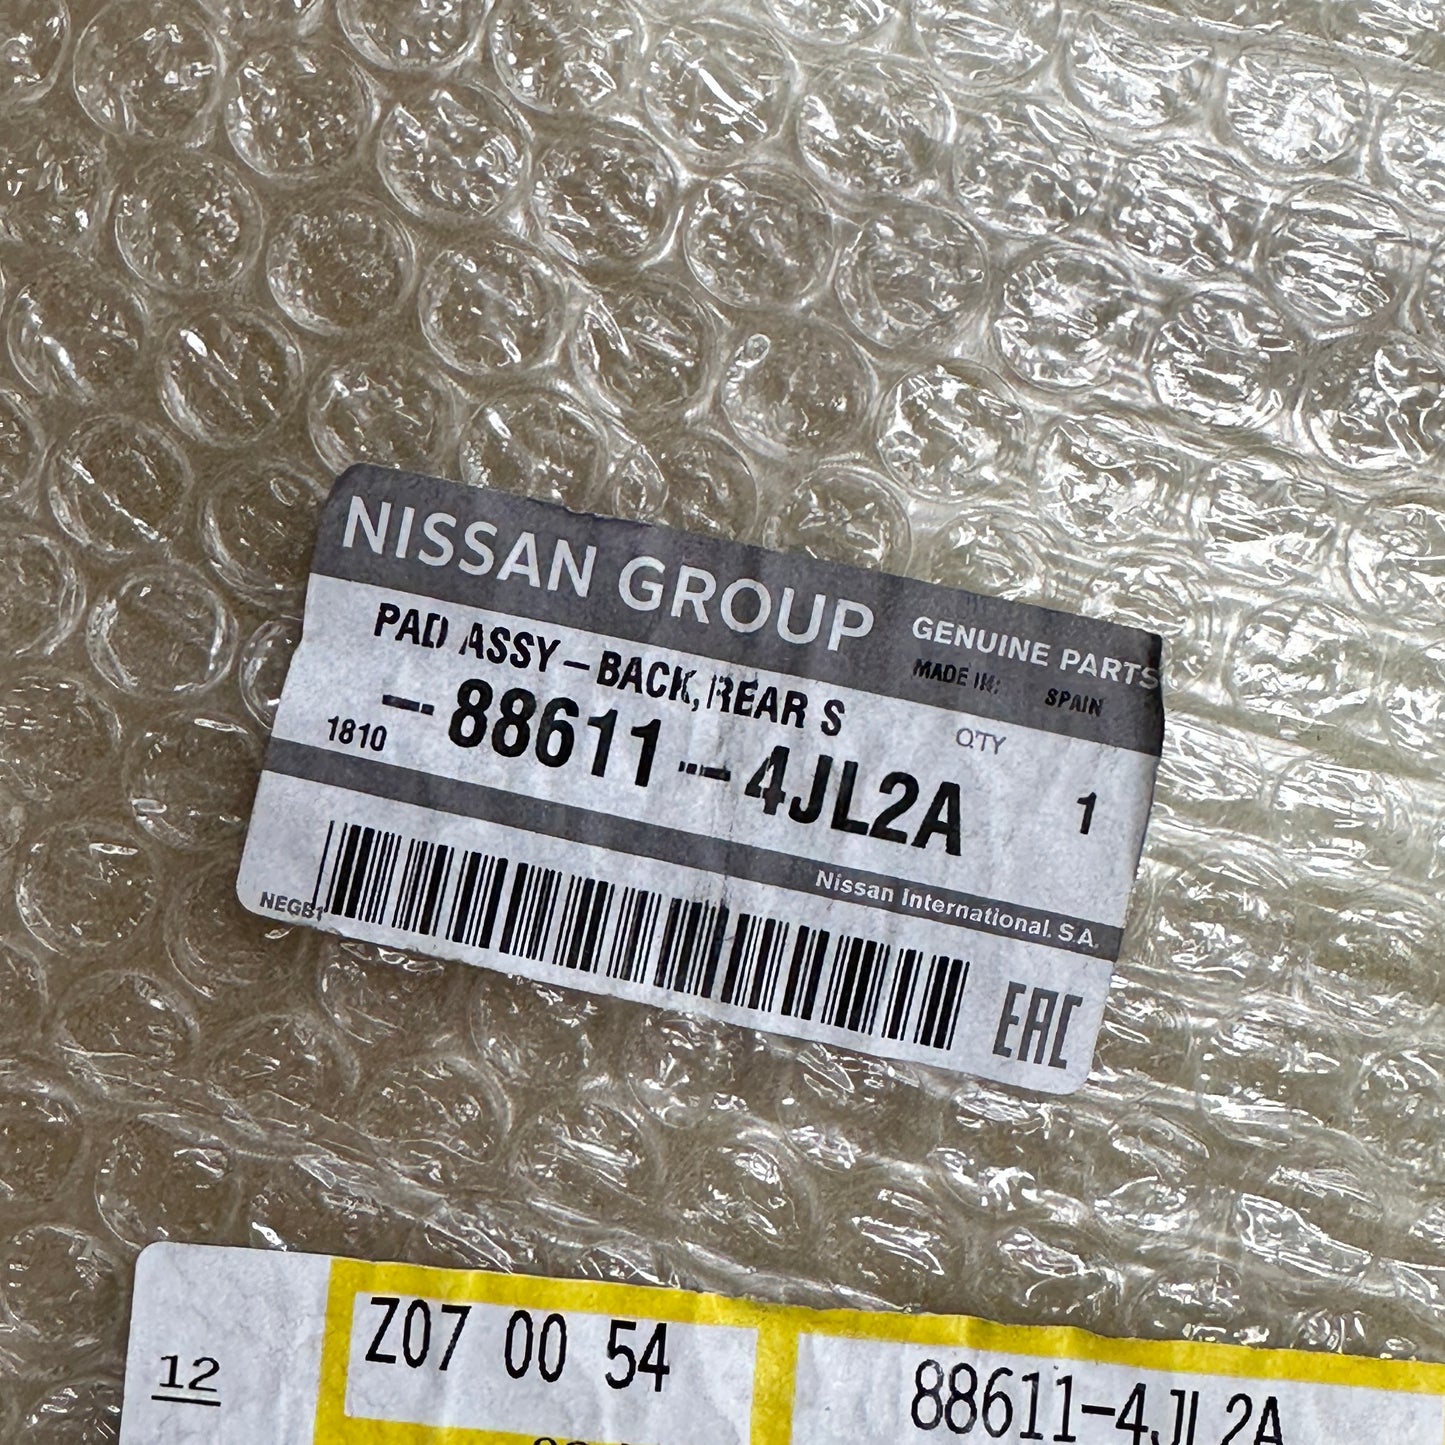 NISSAN GROUP
GENUINE PARTS
PAD ASSY-BACK, REAR S
MADE IN: SPAIN
-88611--4JL2A
QTY
1810
1
Nissan International. S.A.
NEGB1
EAC
12
Z07 00 54
88611-4JL2A